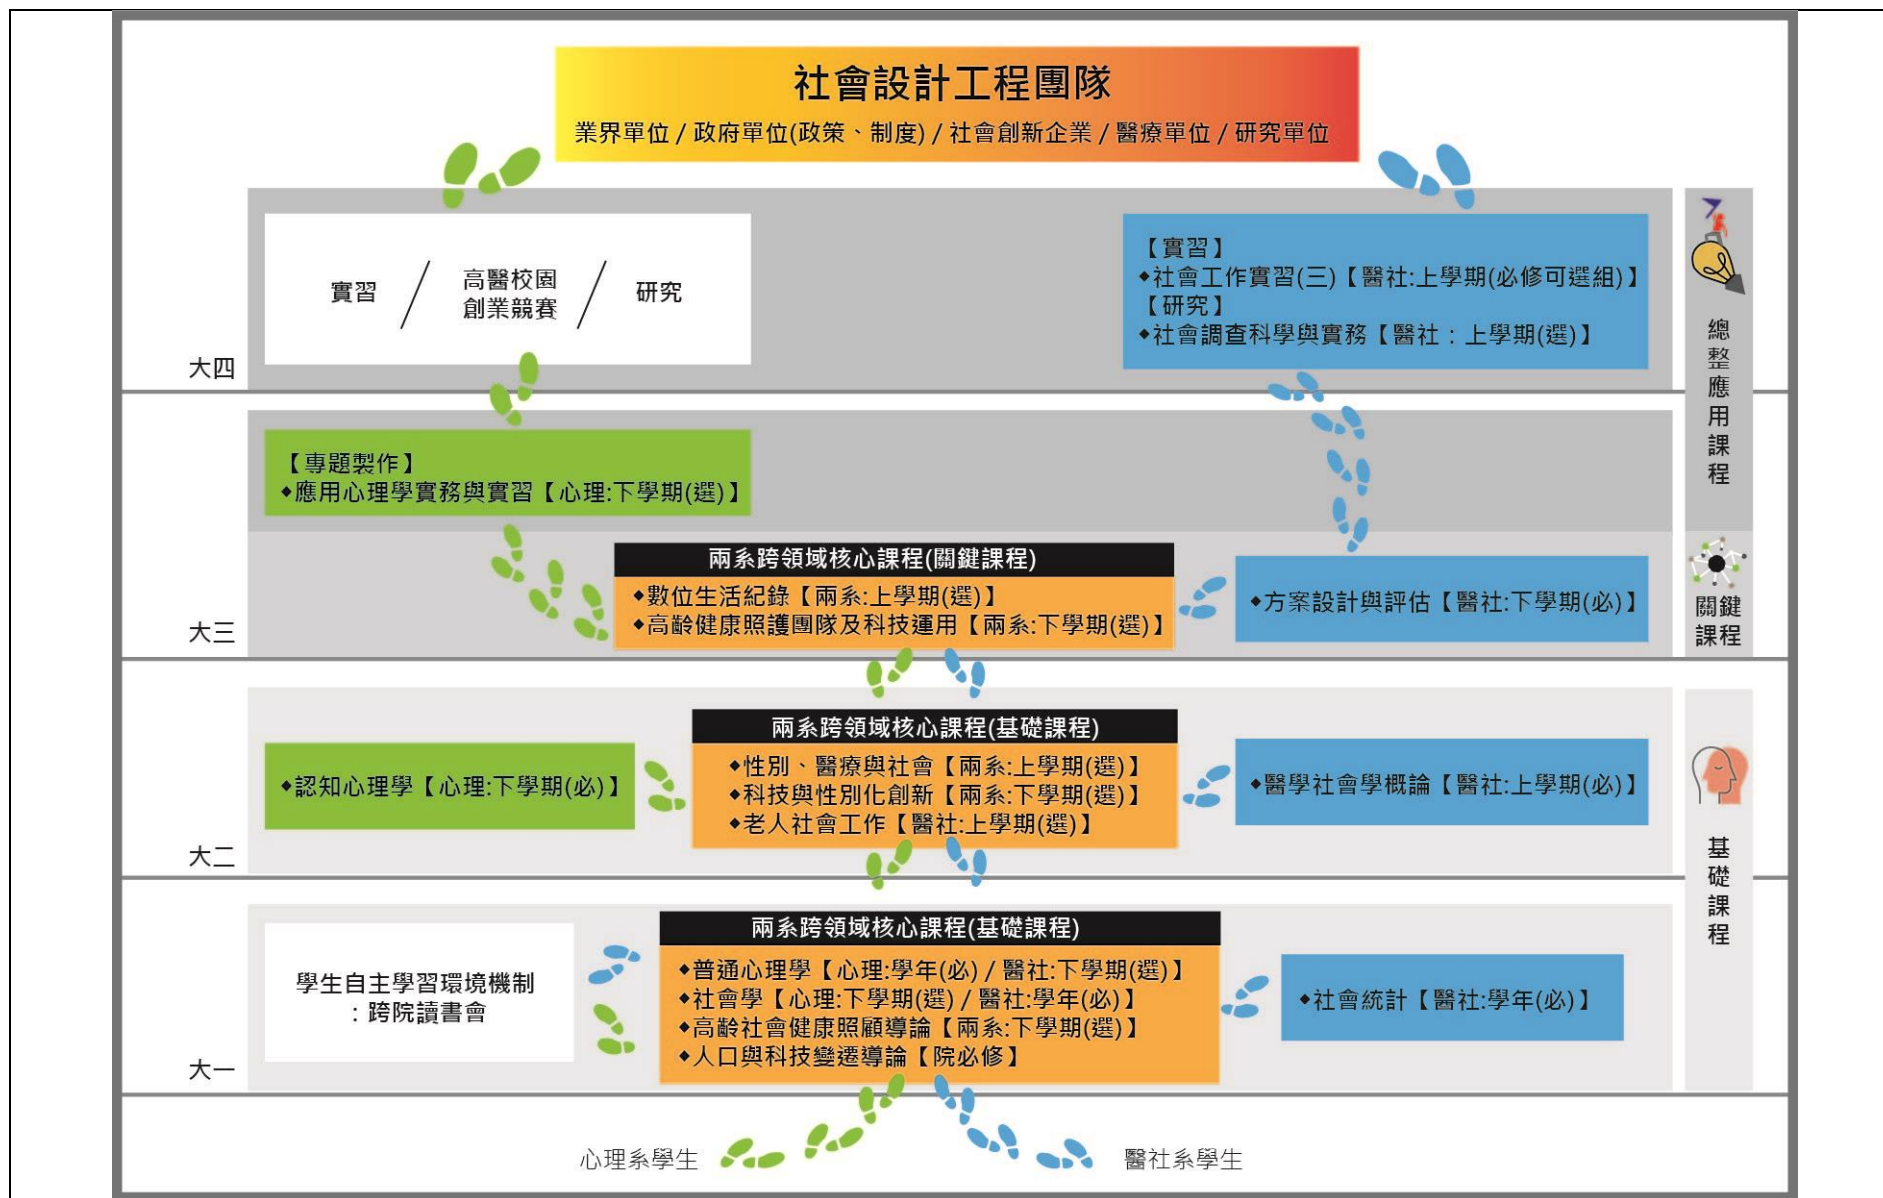 社會設計工程團隊
業界單位 / 政府單位(政策、制度) / 社會創新企業 / 醫療單位 / 研究單位
實習 / 高醫校園 / 研究
創業競賽
【實習】
◆社會工作實習(三)【醫社:上學期(必修可選組)】
【研究】
◆社會調查科學與實務【醫社：上學期(選)】
大四
總整應用課程
【專題製作】
◆應用心理學實務與實習【心理:下學期(選)】
兩系跨領域核心課程(關鍵課程)
◆數位生活紀錄【兩系:上學期(選)】
◆高齡健康照護團隊及科技運用【兩系:下學期(選)】
◆方案設計與評估【醫社:下學期(必)】
大三
關鍵
課程
兩系跨領域核心課程(基礎課程)
◆性別、醫療與社會【兩系:上學期(選)】
◆科技與性別化創新【兩系:下學期(選)】
◆老人社會工作【醫社:上學期(選)】
◆認知心理學【心理:下學期(必)】
◆醫學社會學概論【醫社:上學期(必)】
大二
基礎課程
兩系跨領域核心課程(基礎課程)
◆普通心理學【心理:學年(必) / 醫社:下學期(選)】
◆社會學【心理:下學期(選) / 醫社:學年(必)】
◆高齡社會健康照顧導論【兩系:下學期(選)】
◆人口與科技變遷導論【院必修】
學生自主學習環境機制
：跨院讀書會
◆社會統計【醫社:學年(必)】
大一
心理系學生
醫社系學生